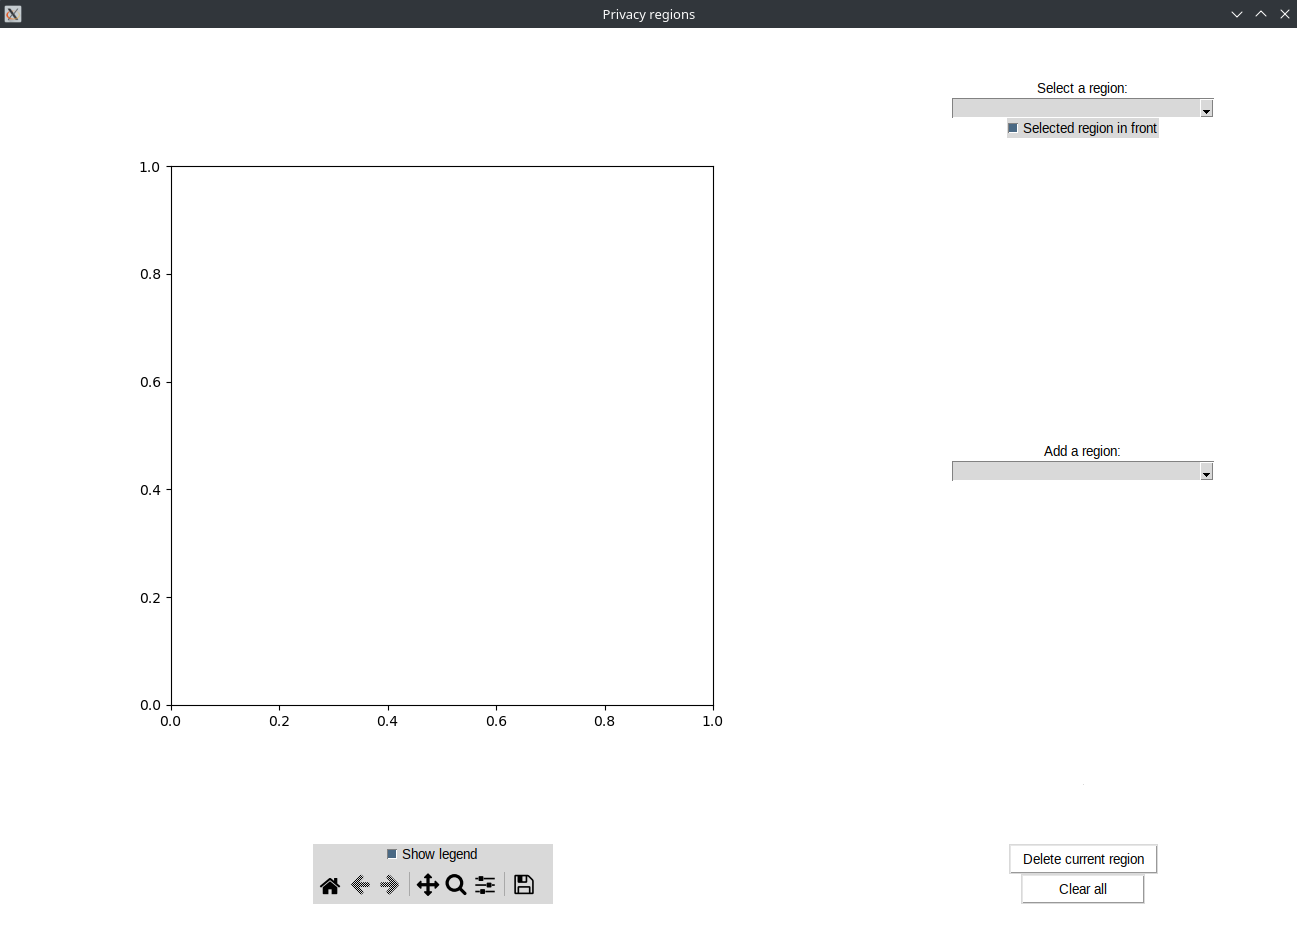 Privacy regions
Select a region:
Selected region in front
1.0
0.8
0.6
Add a region:
0.4
0.2
0.0
0.0 0.2 0.4 0.6 0.8 1.0
Show legend
Delete current region
Clear all